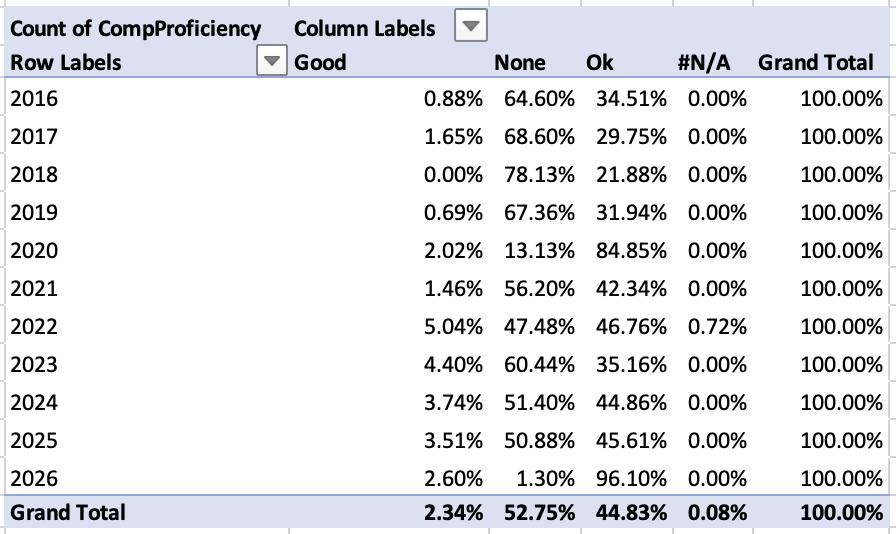 Count of CompProficiency Column Labels
Row Labels Good None Ok #N/A Grand Total
2016 0.88% 64.60% 34.51% 0.00% 100.00%
2017 1.65% 68.60% 29.75% 0.00% 100.00%
2018 0.00% 78.13% 21.88% 0.00% 100.00%
2019 0.69% 67.36% 31.94% 0.00% 100.00%
2020 2.02% 13.13% 84.85% 0.00% 100.00%
2021 1.46% 56.20% 42.34% 0.00% 100.00%
2022 5.04% 47.48% 46.76% 0.72% 100.00%
2023 4.40% 60.44% 35.16% 0.00% 100.00%
2024 3.74% 51.40% 44.86% 0.00% 100.00%
2025 3.51% 50.88% 45.61% 0.00% 100.00%
2026 2.60% 1.30% 96.10% 0.00% 100.00%
Grand Total 2.34% 52.75% 44.83% 0.08% 100.00%